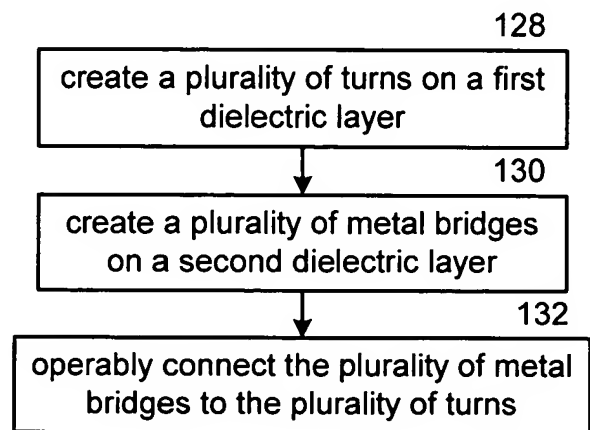 128
create a plurality of turns on a first
dielectric layer
130
create a plurality of metal bridges
on a second dielectric layer
132
operably connect the plurality of metal
bridges to the plurality of turns